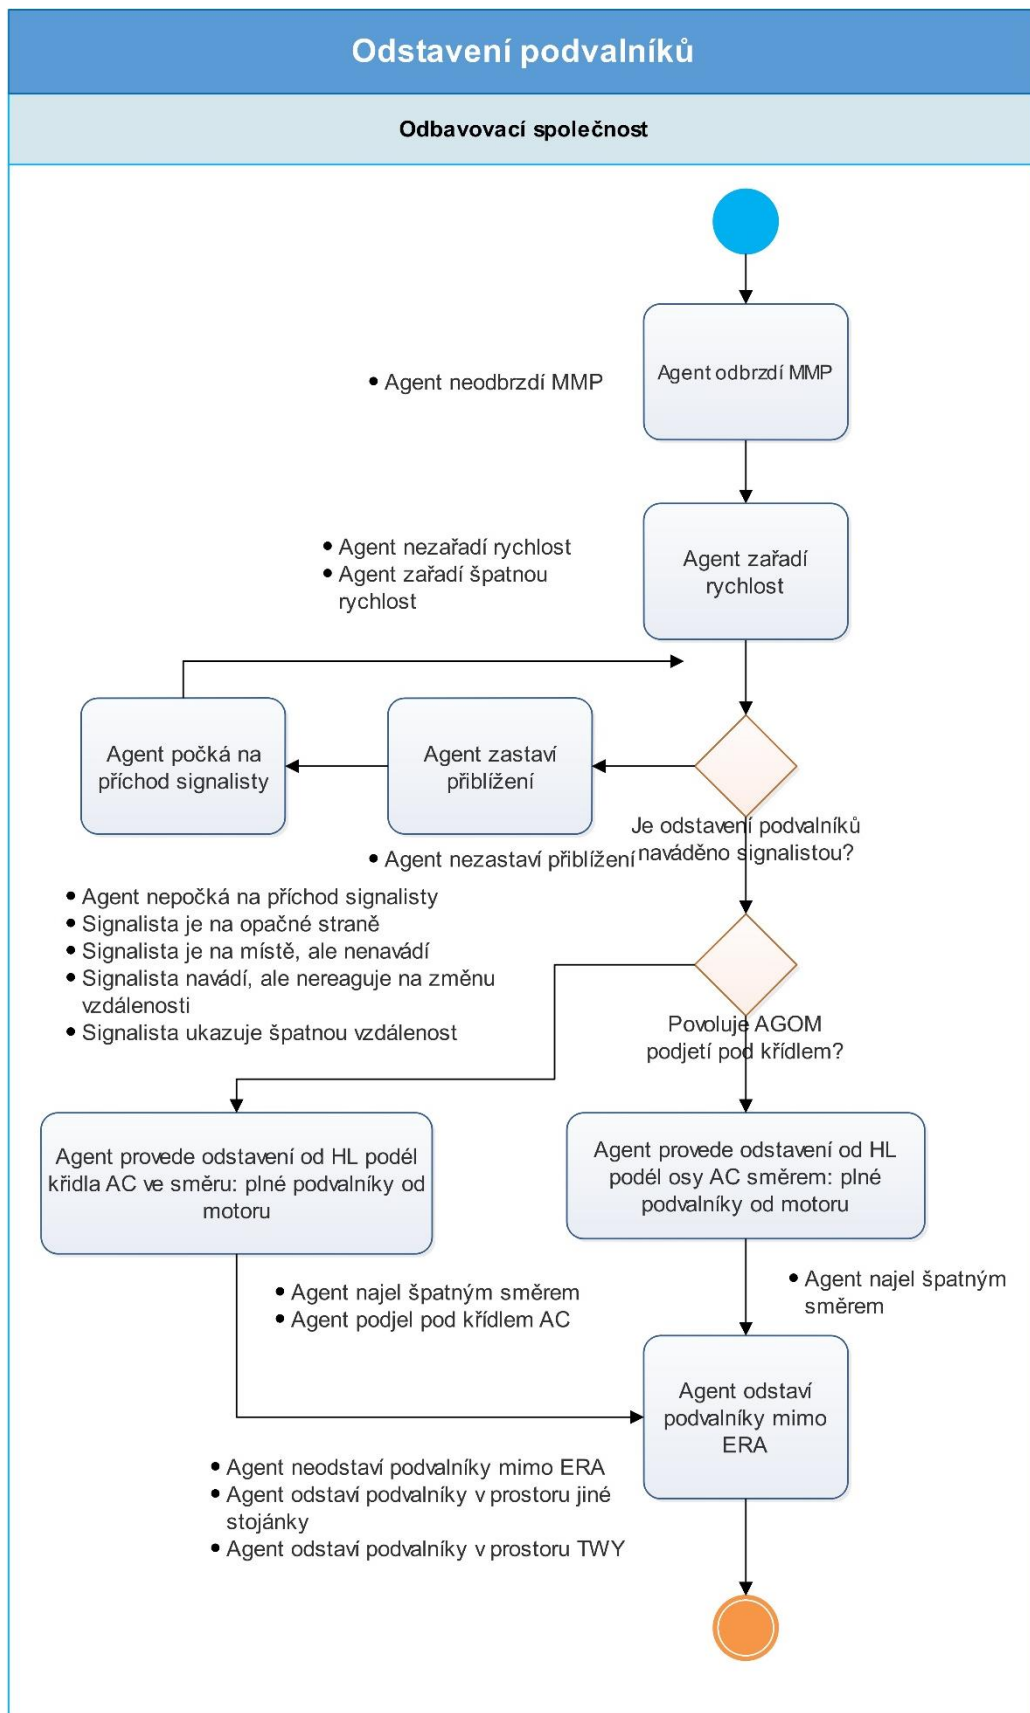 Odstavení podvalníků
Odbavovací společnost
Agent odbrzdí MMP
• Agent neodbrzdí MMP
• Agent nezařadí rychlost
• Agent zařadí špatnou
rychlost
Agent zařadí
rychlost
Agent počká na
příchod signalisty
Agent zastaví
přiblížení
Je odstavení podvalníků
naváděno signalistou?
• Agent nezastaví přiblížení
• Agent nepočká na příchod signalisty
• Signalista je na opačné straně
• Signalista je na místě, ale nenavádí
• Signalista navádí, ale nereaguje na změnu
vzdálenosti
• Signalista ukazuje špatnou vzdálenost
Povoluje AGOM
podjetí pod křídlem?
Agent provede odstavení od HL podél
křidla AC ve směru: plné podvalníky od
motoru
Agent provede odstavení od HL
podél osy AC směrem: plné
podvalníky od motoru
• Agent najel špatným směrem
• Agent podjel pod křídlem AC
• Agent najel špatným
směrem
Agent odstaví
podvalníky mimo
ERA
• Agent neodstaví podvalníky mimo ERA
• Agent odstaví podvalníky v prostoru jiné
stojánky
• Agent odstaví podvalníky v prostoru TWY